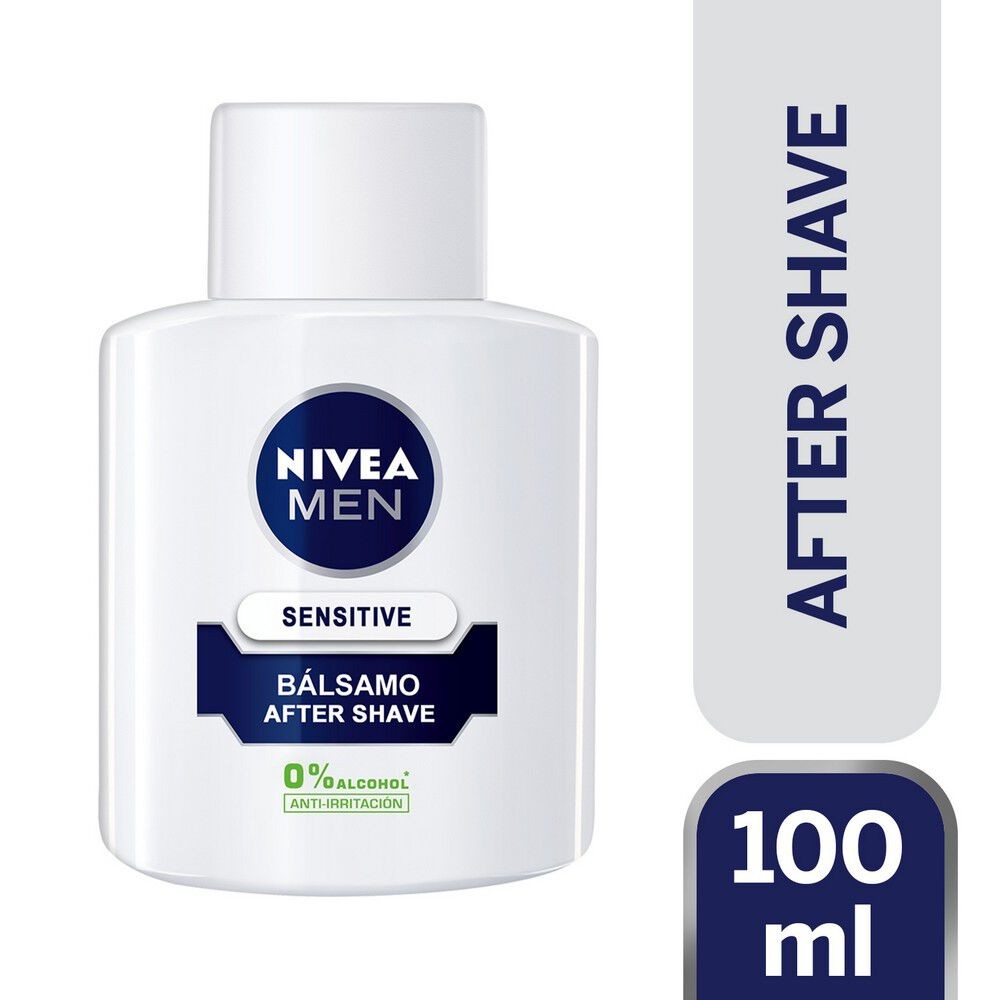 NIVEA
MEN
SENSITIVE
BÁLSAMO
AFTER SHAVE
0% ALCOHOL*
ANTI-IRRITACIÓN
AFTER SHAVE
100
ml